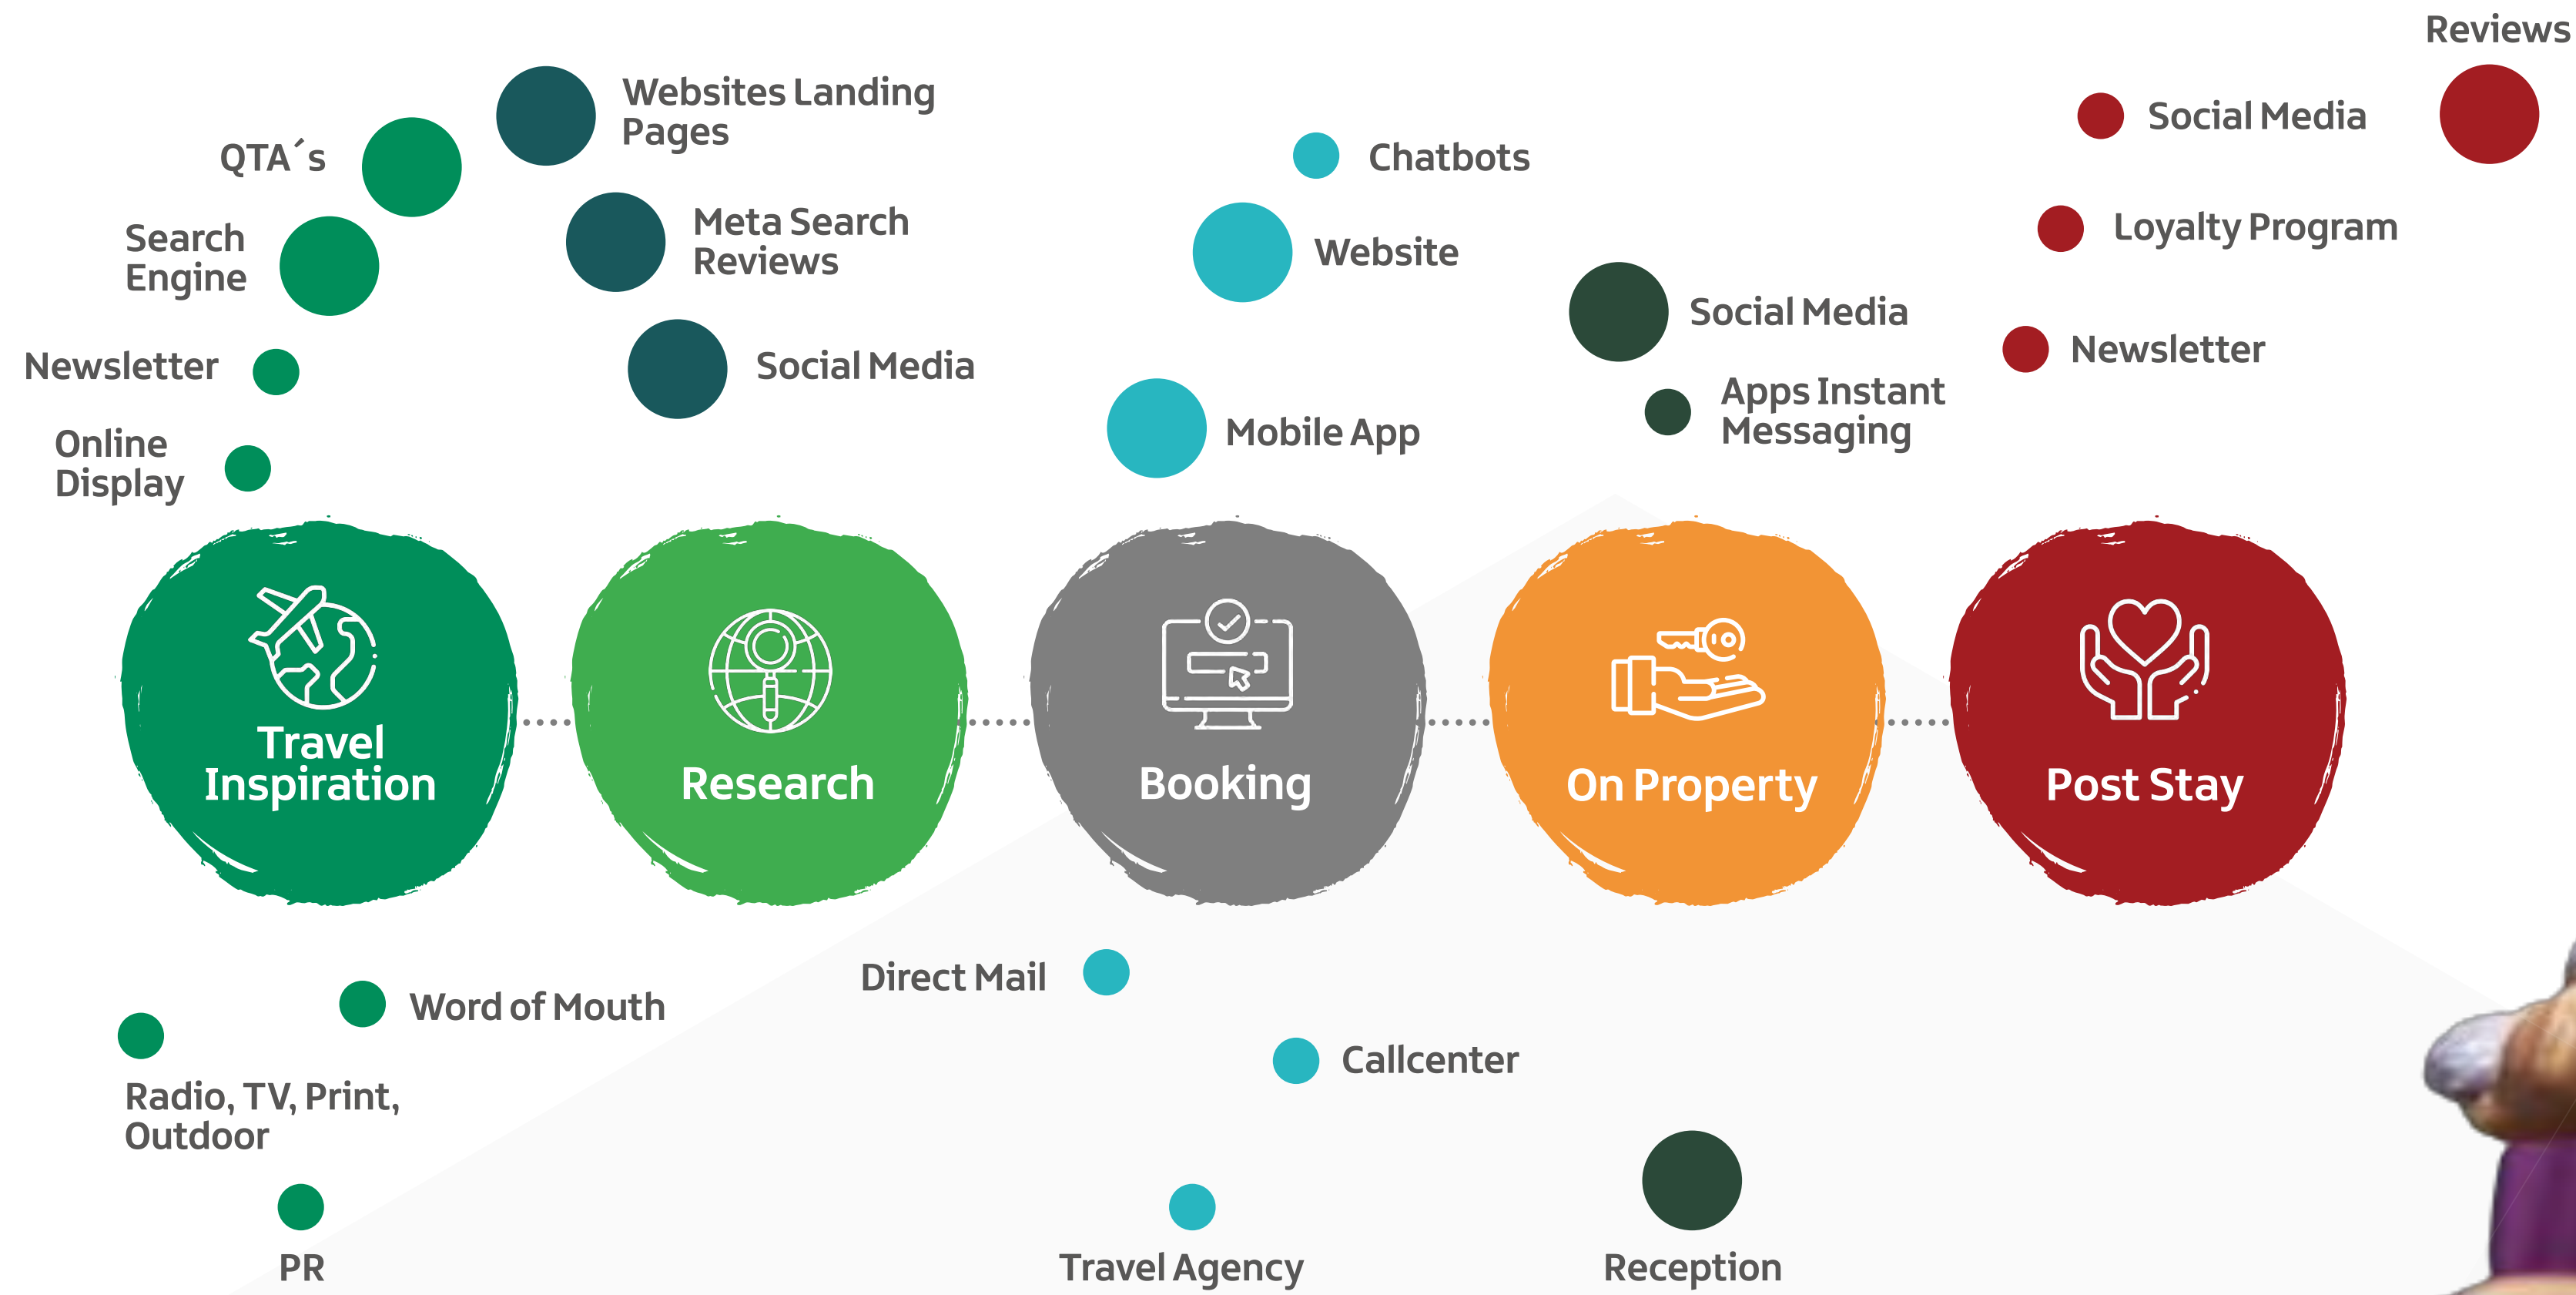 Reviews
Websites Landing
Pages
Social Media
QTA´s
Chatbots
Search
Engine
Meta Search
Reviews
Website
Loyalty Program
Social Media
Newsletter
Social Media
Newsletter
Online
Display
Mobile App
Apps Instant
Messaging
Travel
Inspiration
Research
Booking
On Property
Post Stay
Direct Mail
Word of Mouth
Callcenter
Radio, TV, Print,
Outdoor
PR
Travel Agency
Reception